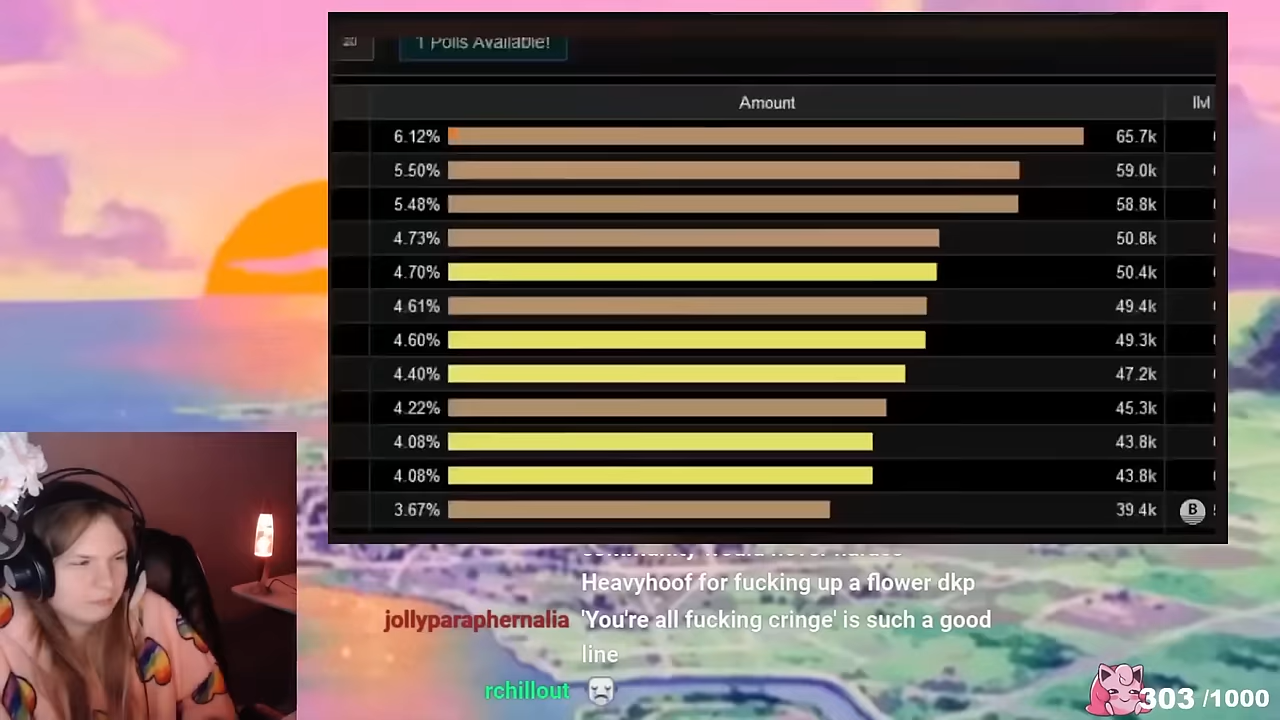 1 Polls Available!
Amount
6.12% 65.7k
5.50% 59.0k
5.48% 58.8k
4.73% 50.8k
4.70% 50.4k
4.61% 49.4k
4.60% 49.3k
4.40% 47.2k
4.22% 45.3k
4.08% 43.8k
4.08% 43.8k
3.67% 39.4k B
Heavyhoof for fucking up a flower dkp
jollyparaphernalia 'You're all fucking cringe' is such a good
line
rchillout
303 /1000